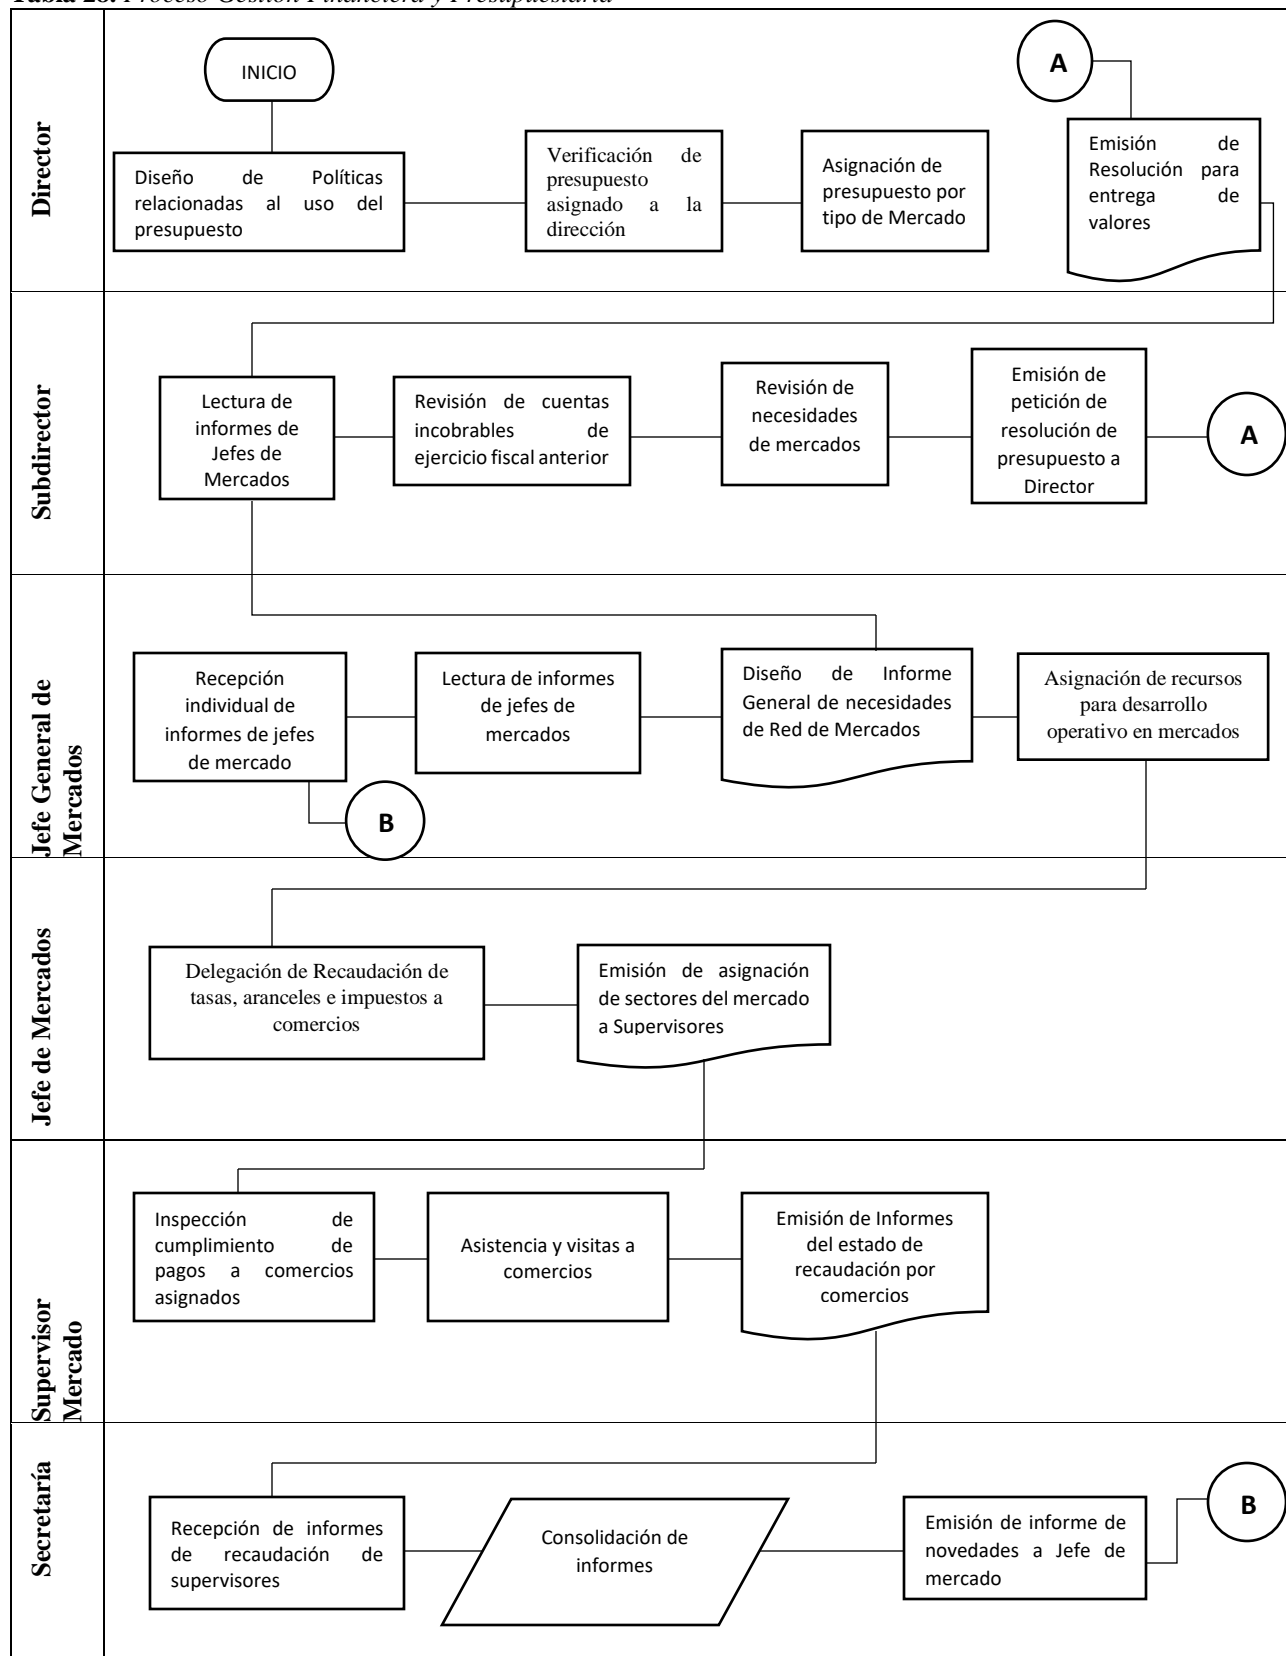 Tabla 28. Proceso Gestión Financiera y Presupuestaria
Director
INICIO
A
Diseño de Políticas
relacionadas al uso del
presupuesto
Verificación de
presupuesto
asignado a la
dirección
Asignación de
presupuesto por
tipo de Mercado
Emisión de
Resolución para
entrega de
valores
Subdirector
Lectura de
informes de
Jefes de
Mercados
Revisión de cuentas
incobrables de
ejercicio fiscal anterior
Revisión de
necesidades
de mercados
Emisión de
petición de
resolución de
presupuesto a
Director
A
Jefe General de
Mercados
Recepción
individual de
informes de jefes
de mercado
Lectura de informes
de jefes de
mercados
Diseño de Informe
General de necesidades
de Red de Mercados
Asignación de recursos
para desarrollo
operativo en mercados
B
Jefe de Mercados
Delegación de Recaudación de
tasas, aranceles e impuestos a
comercios
Emisión de asignación
de sectores del mercado
a Supervisores
Supervisor
Mercado
Inspección de
cumplimiento de
pagos a comercios
asignados
Asistencia y visitas a
comercios
Emisión de Informes
del estado de
recaudación por
comercios
Secretaría
Recepción de informes
de recaudación de
supervisores
Consolidación de
informes
Emisión de informe de
novedades a Jefe de
mercado
B